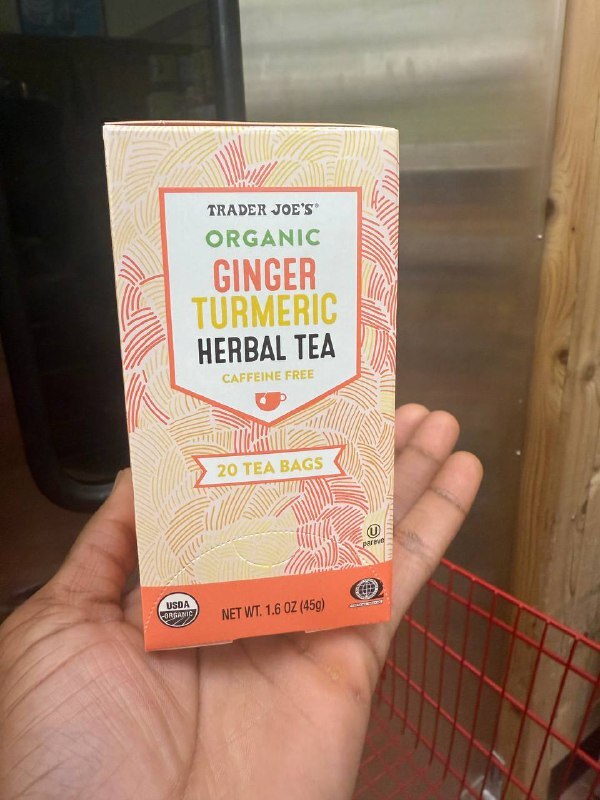 TRADER JOE'S®
ORGANIC
GINGER
TURMERIC
HERBAL TEA
CAFFEINE FREE
20 TEA BAGS
U
pareve
USDA
ORGANIC
NET WT. 1.6 OZ (45g)